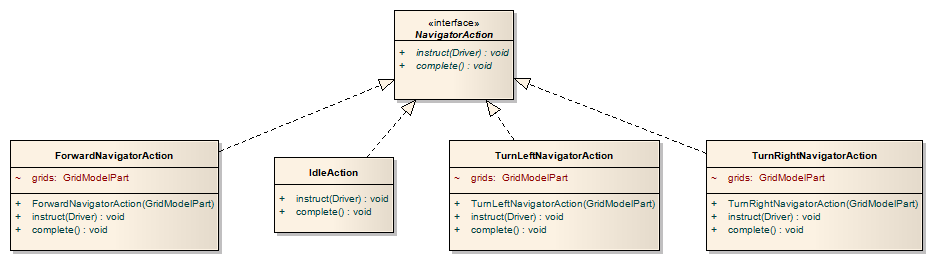 «interface»
NavigatorAction
+ instruct(Driver) : void
+ complete() : void
ForwardNavigatorAction
~ grids: GridModelPart
+ ForwardNavigatorAction(GridModelPart)
+ instruct(Driver) : void
+ complete() : void
IdleAction
+ instruct(Driver) : void
+ complete() : void
TurnLeftNavigatorAction
~ grids: GridModelPart
+ TurnLeftNavigatorAction(GridModelPart)
+ instruct(Driver) : void
+ complete() : void
TurnRightNavigatorAction
~ grids: GridModelPart
+ TurnRightNavigatorAction(GridModelPart)
+ instruct(Driver) : void
+ complete() : void